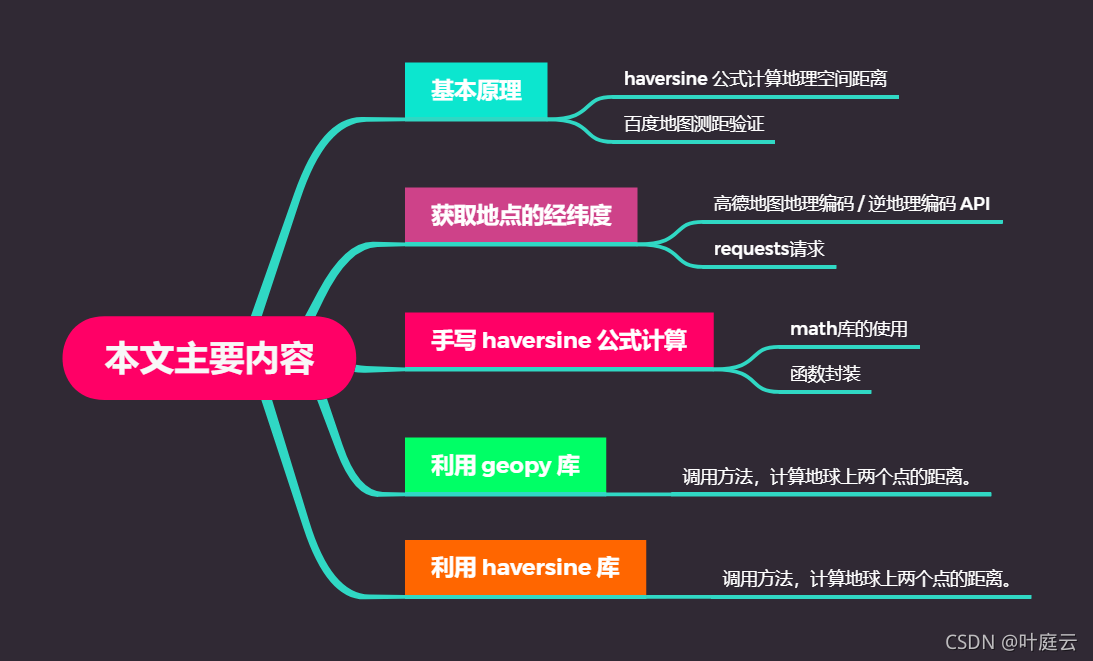 基本原理
haversine 公式计算地理空间距离
百度地图测距验证
获取地点的经纬度
高德地图地理编码 / 逆地理编码 API
requests请求
本文主要内容
手写 haversine 公式计算
math库的使用
函数封装
利用 geopy 库
调用方法，计算地球上两个点的距离。
利用 haversine 库
调用方法，计算地球上两个点的距离。
CSDN @叶庭云